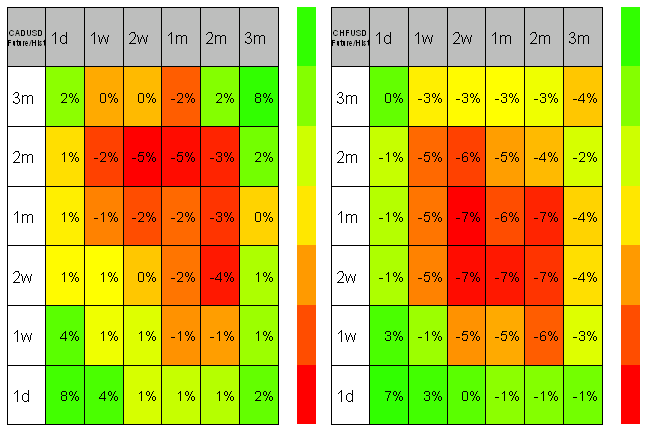 CADUSD
Future/Hist 1d 1w 2w 1m 2m 3m
3m 2% 0% 0% -2% 2% 8%
2m 1% -2% -5% -5% -3% 2%
1m 1% -1% -2% -2% -3% 0%
2w 1% 1% 0% -2% -4% 1%
1w 4% 1% 1% -1% -1% 1%
1d 8% 4% 1% 1% 1% 2%
CHFUSD
Future/Hist 1d 1w 2w 1m 2m 3m
3m 0% -3% -3% -3% -3% -4%
2m -1% -5% -6% -5% -4% -2%
1m -1% -5% -7% -6% -7% -4%
2w -1% -5% -7% -7% -7% -4%
1w 3% -1% -5% -5% -6% -3%
1d 7% 3% 0% -1% -1% -1%